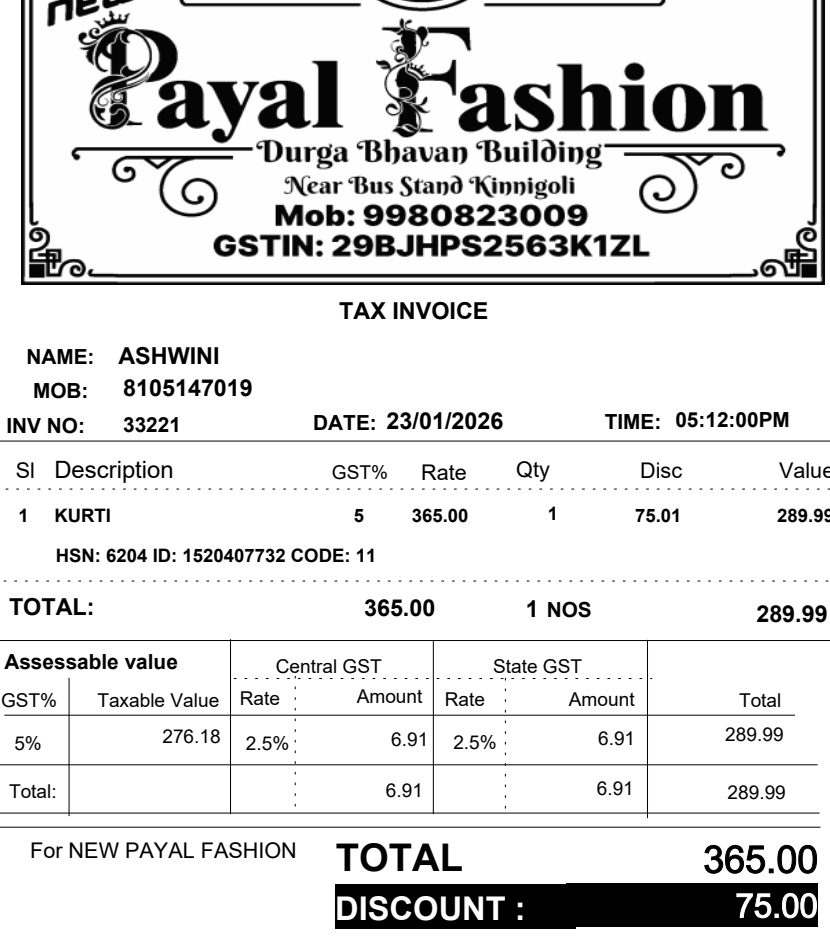 new
Payal Fashion
Durga Bhavan Building
Near Bus Stand Kinnigoli
Mob: 9980823009
GSTIN: 29BJHPS2563K1ZL
TAX INVOICE
NAME: ASHWINI
MOB: 8105147019
INV NO: 33221 DATE: 23/01/2026 TIME: 05:12:00PM
Sl Description GST% Rate Qty Disc Value
1 KURTI 5 365.00 1 75.01 289.99
HSN: 6204 ID: 1520407732 CODE: 11
TOTAL: 365.00 1 NOS 289.99
Assessable value Central GST State GST
GST% Taxable Value Rate Amount Rate Amount Total
5% 276.18 2.5% 6.91 2.5% 6.91 289.99
Total: 6.91 6.91 289.99
For NEW PAYAL FASHION TOTAL 365.00
DISCOUNT : 75.00